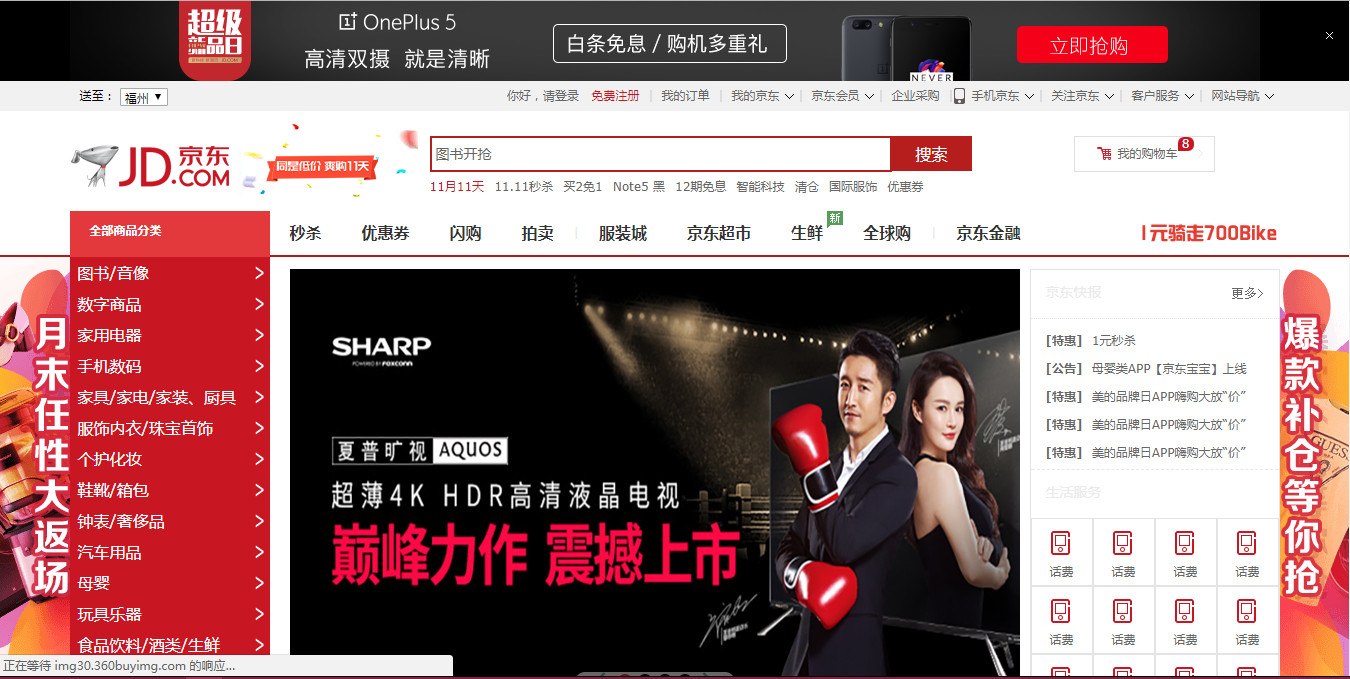 超级
新品日
OnePlus 5
高清双摄 就是清晰
白条免息 / 购机多重礼
NEVER
立即抢购
送至： 福州
你好，请登录 免费注册 我的订单 我的京东 京东会员 企业采购 手机京东 关注京东 客户服务 网站导航
JD.COM 京东
同是低价 爽购11天
图书开抢 搜索
我的购物车 8
11月11天 11.11秒杀 买2免1 Note5 黑 12期免息 智能科技 清仓 国际服饰 优惠券
全部商品分类
秒杀 优惠券 闪购 拍卖 服装城 京东超市 生鲜 新 全球购 京东金融
1元骑走700Bike
月末任性大返场
图书/音像
数字商品
家用电器
手机数码
家具/家电/家装、厨具
服饰内衣/珠宝首饰
个护化妆
鞋靴/箱包
钟表/奢侈品
汽车用品
母婴
玩具乐器
食品饮料/酒类/生鲜
SHARP
POWERED BY FOXCONN
夏普旷视 AQUOS
超薄4K HDR高清液晶电视
巅峰力作 震撼上市
京东快报 更多>
[特惠] 1元秒杀
[公告] 母婴类APP【京东宝宝】上线
[特惠] 美的品牌日APP嗨购大放“价”
[特惠] 美的品牌日APP嗨购大放“价”
[特惠] 美的品牌日APP嗨购大放“价”
生活服务
话费 话费 话费 话费
话费 话费 话费 话费
爆款补仓等你抢
GUESS
正在等待 img30.360buyimg.com 的响应...